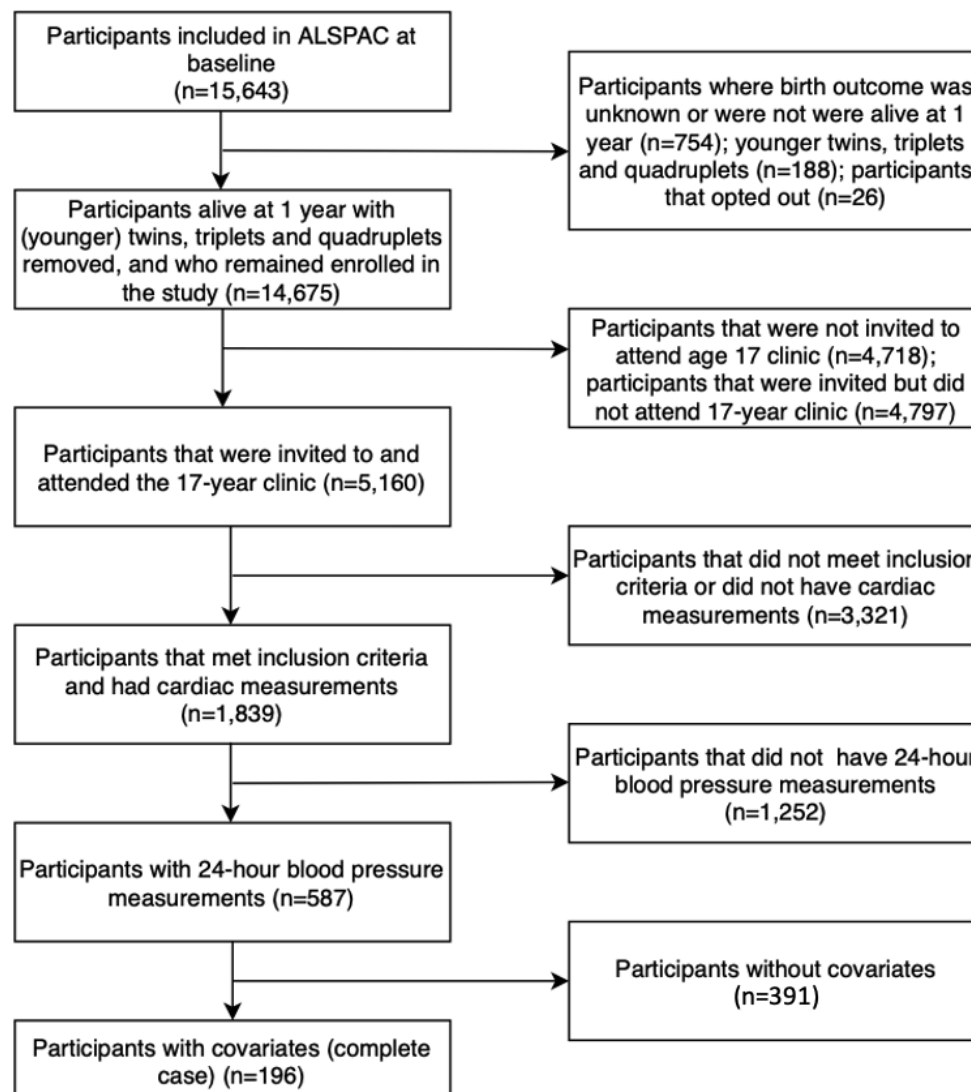 Participants included in ALSPAC at
baseline
(n=15,643)
Participants where birth outcome was
unknown or were not were alive at 1
year (n=754); younger twins, triplets
and quadruplets (n=188); participants
that opted out (n=26)
Participants alive at 1 year with
(younger) twins, triplets and quadruplets
removed, and who remained enrolled in
the study (n=14,675)
Participants that were not invited to
attend age 17 clinic (n=4,718);
participants that were invited but did
not attend 17-year clinic (n=4,797)
Participants that were invited to and
attended the 17-year clinic (n=5,160)
Participants that did not meet inclusion
criteria or did not have cardiac
measurements (n=3,321)
Participants that met inclusion criteria
and had cardiac measurements
(n=1,839)
Participants that did not have 24-hour
blood pressure measurements
(n=1,252)
Participants with 24-hour blood pressure
measurements (n=587)
Participants without covariates
(n=391)
Participants with covariates (complete
case) (n=196)